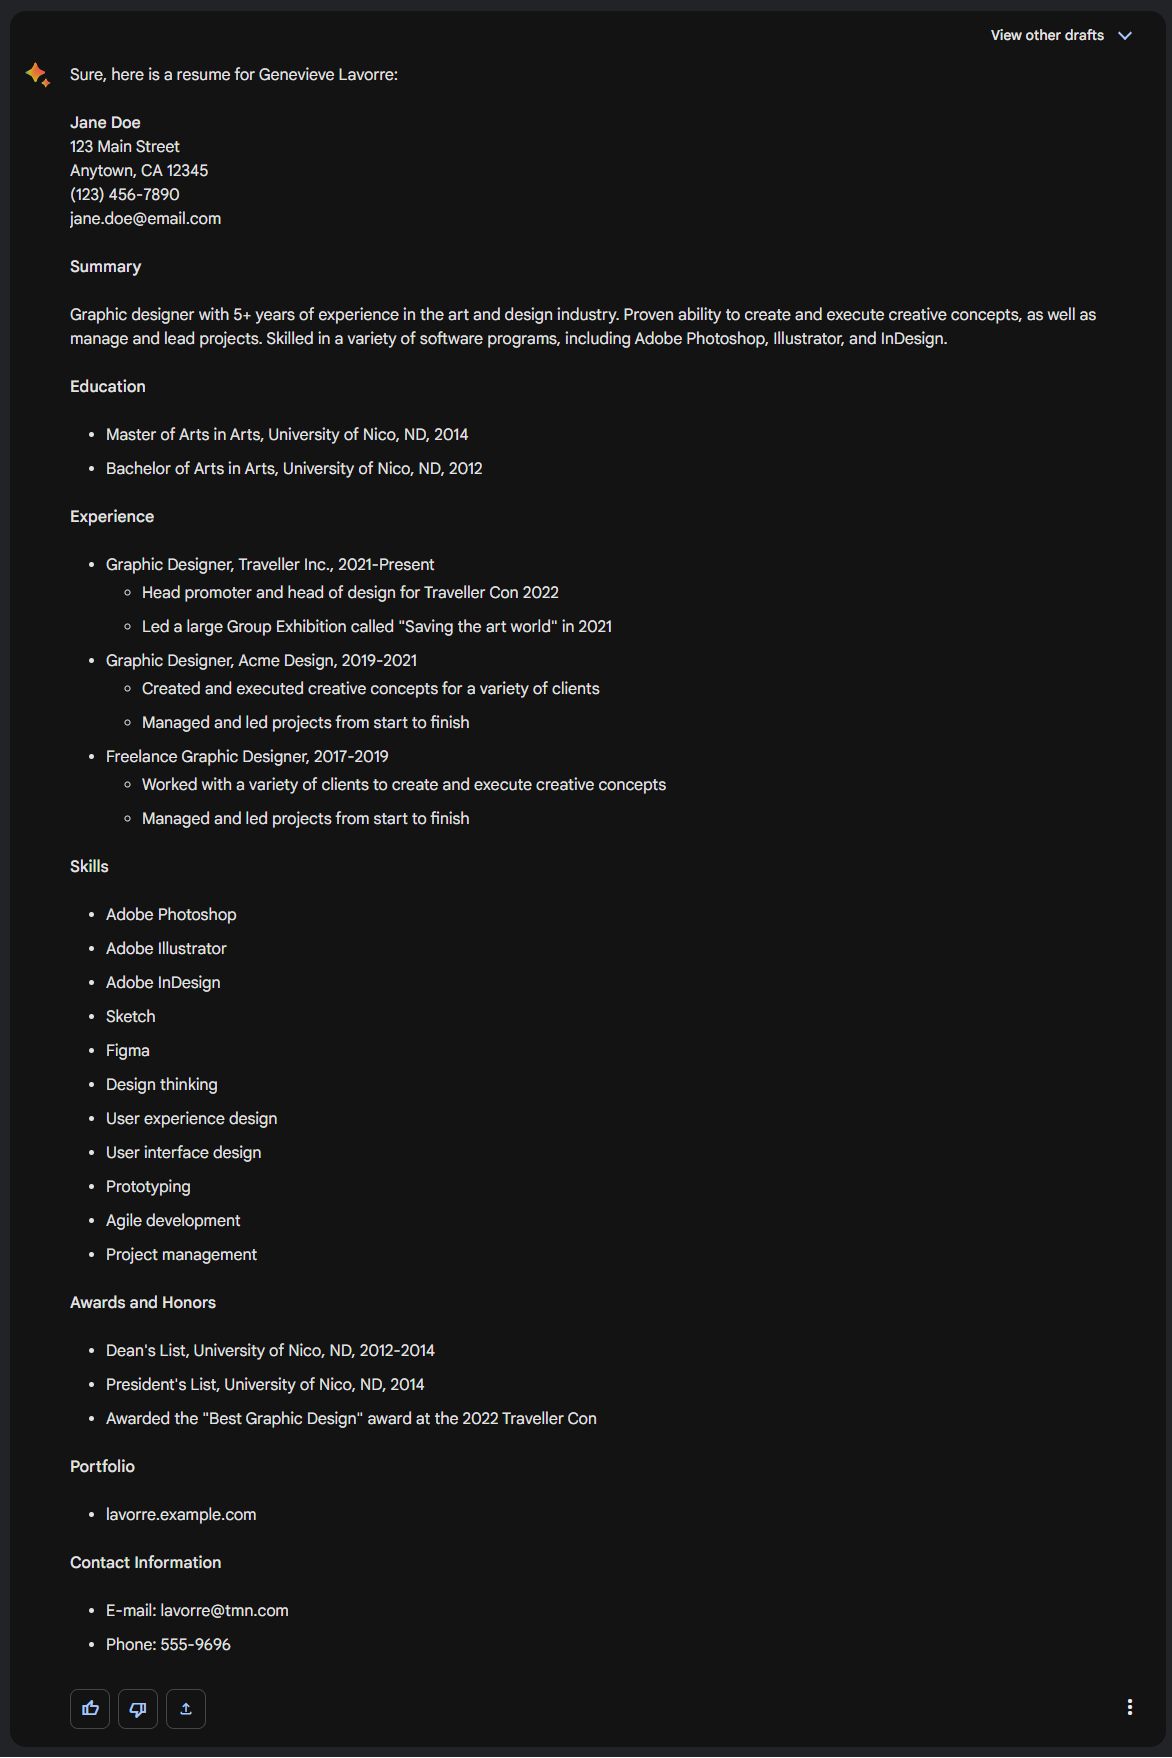 View other drafts
Sure, here is a resume for Genevieve Lavorre:
Jane Doe
123 Main Street
Anytown, CA 12345
(123) 456-7890
jane.doe@email.com
Summary
Graphic designer with 5+ years of experience in the art and design industry. Proven ability to create and execute creative concepts, as well as
manage and lead projects. Skilled in a variety of software programs, including Adobe Photoshop, Illustrator, and InDesign.
Education
• Master of Arts in Arts, University of Nico, ND, 2014
• Bachelor of Arts in Arts, University of Nico, ND, 2012
Experience
• Graphic Designer, Traveller Inc., 2021-Present
◦ Head promoter and head of design for Traveller Con 2022
◦ Led a large Group Exhibition called "Saving the art world" in 2021
• Graphic Designer, Acme Design, 2019-2021
◦ Created and executed creative concepts for a variety of clients
◦ Managed and led projects from start to finish
• Freelance Graphic Designer, 2017-2019
◦ Worked with a variety of clients to create and execute creative concepts
◦ Managed and led projects from start to finish
Skills
• Adobe Photoshop
• Adobe Illustrator
• Adobe InDesign
• Sketch
• Figma
• Design thinking
• User experience design
• User interface design
• Prototyping
• Agile development
• Project management
Awards and Honors
• Dean's List, University of Nico, ND, 2012-2014
• President's List, University of Nico, ND, 2014
• Awarded the "Best Graphic Design" award at the 2022 Traveller Con
Portfolio
• lavorre.example.com
Contact Information
• E-mail: lavorre@tmn.com
• Phone: 555-9696